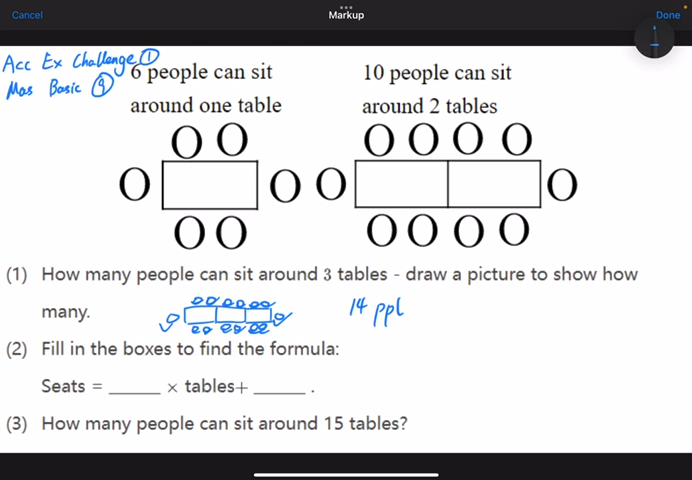 Cancel
Markup
Done
Acc Ex Challenge ①
Mas Basic ⑨
6 people can sit
around one table
10 people can sit
around 2 tables
(1) How many people can sit around 3 tables - draw a picture to show how
many.
14 ppl
(2) Fill in the boxes to find the formula:
Seats = _____ × tables+ _____ .
(3) How many people can sit around 15 tables?